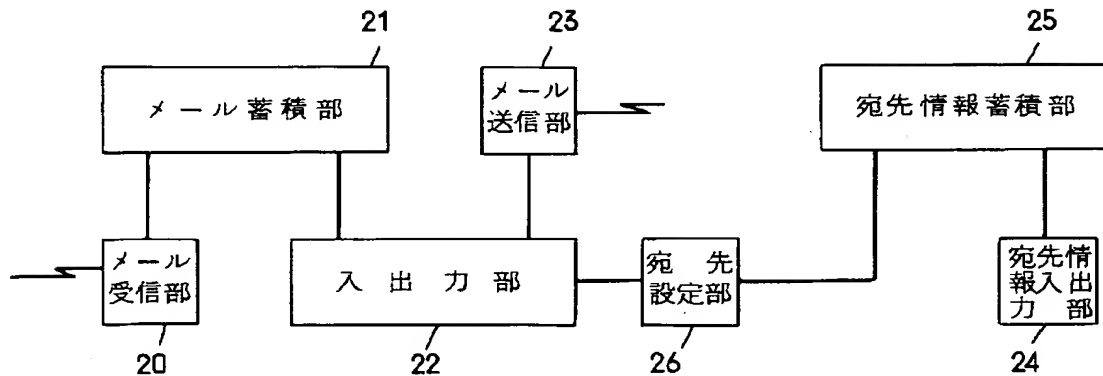 21
23
25
メール蓄積部
メール
送信部
宛先情報蓄積部
メール
受信部
入出力部
宛先
設定部
宛先情
報入出
力部
20
22
26
24